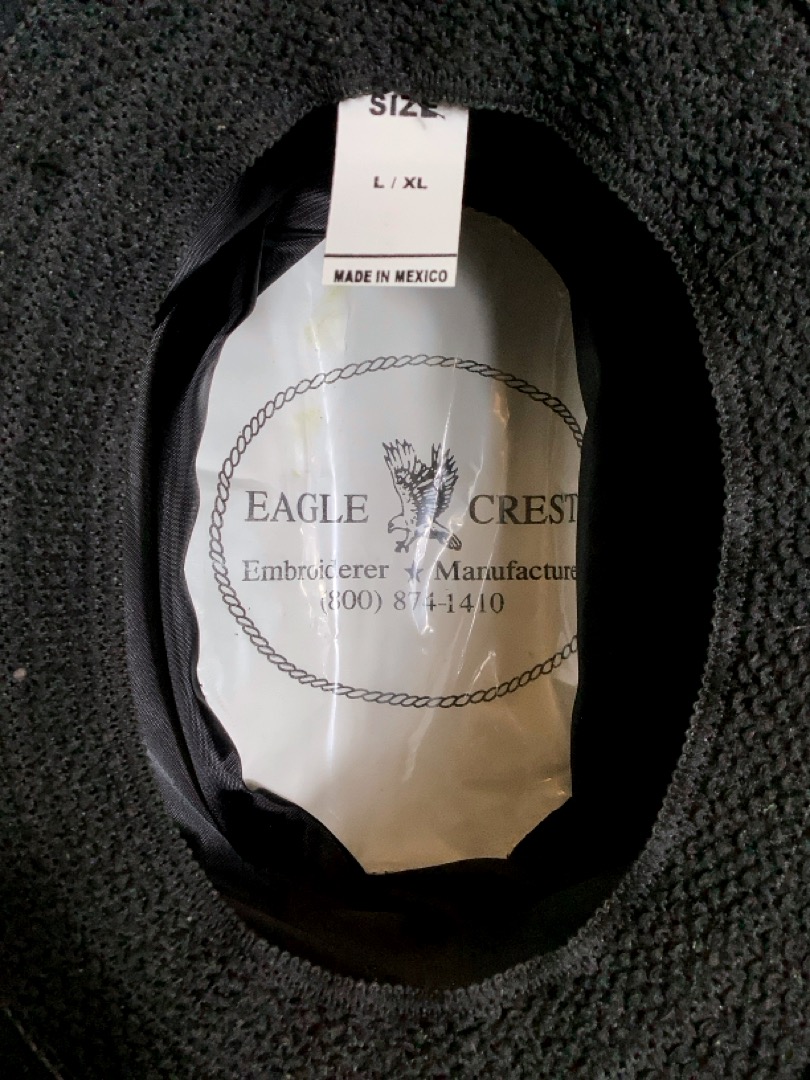 SIZE
L / XL
MADE IN MEXICO
EAGLE CREST
Embroiderer ★ Manufacture
(800) 874-1410